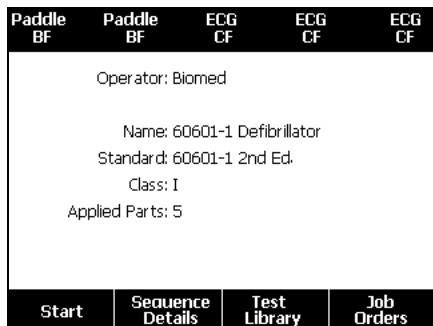 Paddle Paddle ECG ECG ECG
BF BF CF CF CF
Operator: Biomed
Name: 60601-1 Defibrillator
Standard: 60601-1 2nd Ed.
Class: I
Applied Parts: 5
Start Sequence Details Test Library Job Orders